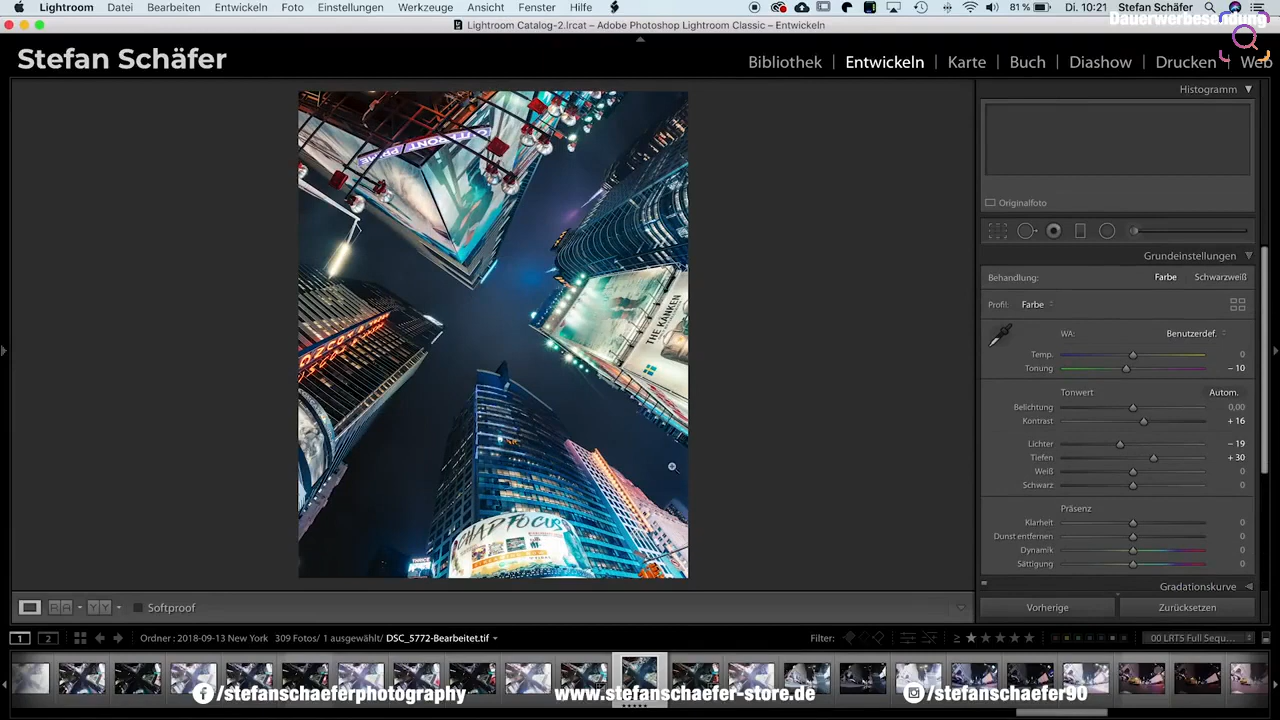 Lightroom Datei Bearbeiten Entwickeln Foto Einstellungen Werkzeuge Ansicht Fenster Hilfe 81 % Di. 10:21 Stefan Schäfer
Lightroom Catalog-2.lrcat – Adobe Photoshop Lightroom Classic – Entwickeln
Dauerwerbesendung
Stefan Schäfer
Bibliothek Entwickeln Karte Buch Diashow Drucken Web
Histogramm
Originalfoto
Grundeinstellungen
Behandlung: Farbe Schwarzweiß
Profil: Farbe
WA: Benutzerdef.
Temp. 0
Tonung − 10
Tonwert Autom.
Belichtung 0,00
Kontrast + 16
Lichter − 19
Tiefen + 30
Weiß 0
Schwarz 0
Präsenz
Klarheit 0
Dunst entfernen 0
Dynamik 0
Sättigung 0
Gradationskurve
Vorherige Zurücksetzen
THE KANKEN
Softproof
1 2 Ordner : 2018-09-13 New York 309 Fotos/ 1 ausgewählt/ DSC_5772-Bearbeitet.tif Filter: 00 LRT5 Full Sequ...
/stefanschaeferphotography
www.stefanschaefer-store.de
/stefanschaefer90